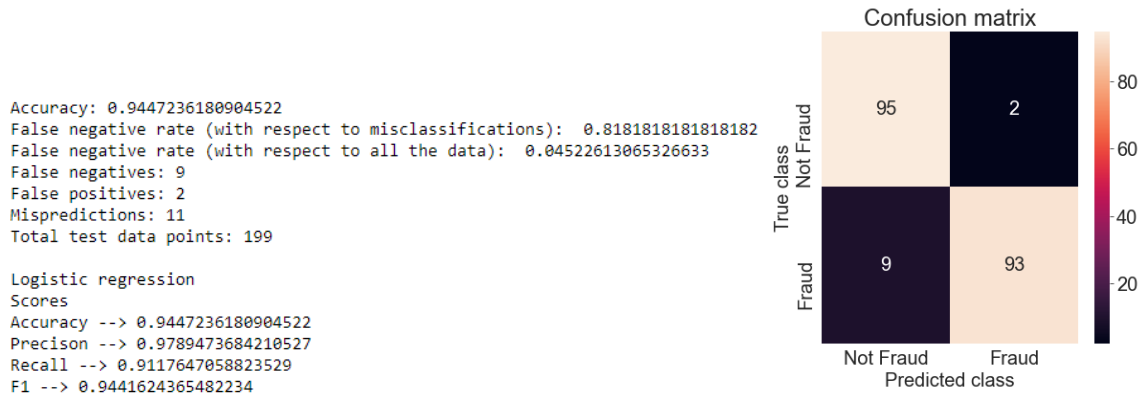 Accuracy: 0.9447236180904522
False negative rate (with respect to misclassifications):  0.8181818181818182
False negative rate (with respect to all the data):  0.04522613065326633
False negatives: 9
False positives: 2
Mispredictions: 11
Total test data points: 199
Logistic regression
Scores
Accuracy --> 0.9447236180904522
Precison --> 0.9789473684210527
Recall --> 0.9117647058823529
F1 --> 0.9441624365482234
Confusion matrix
True class
Not Fraud
Fraud
95
2
9
93
Not Fraud
Fraud
Predicted class
80
60
40
20